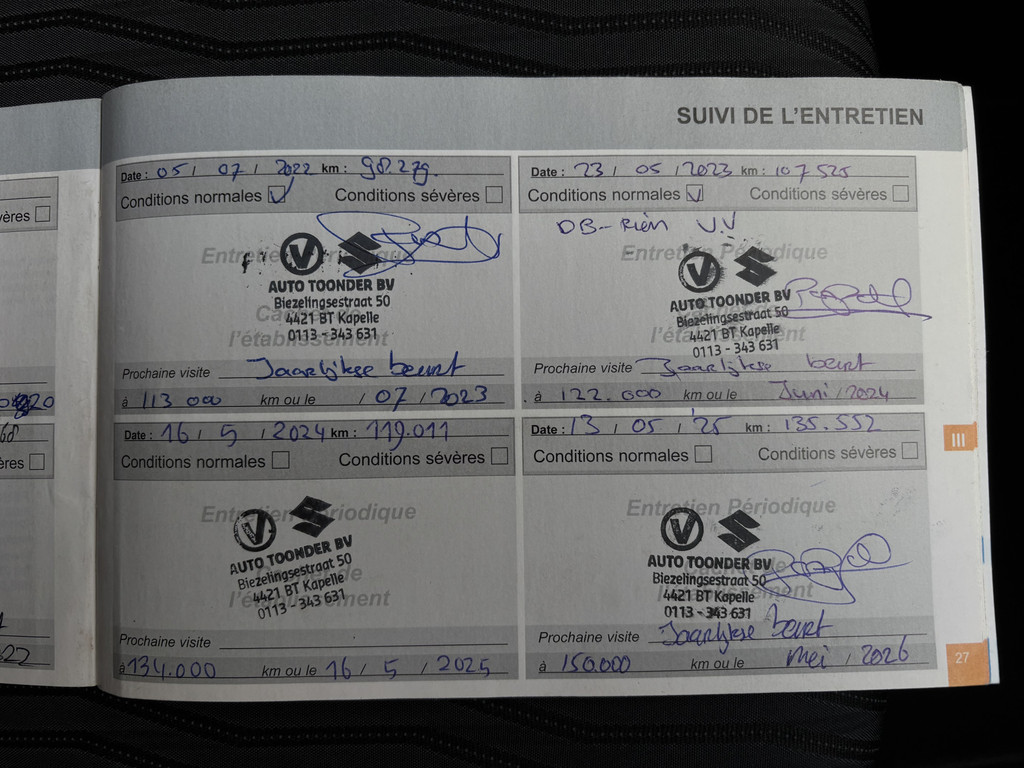 SUIVI DE L'ENTRETIEN
Date : 05 / 07 / 2022 km : 98.279.
Conditions normales Conditions sévères
Entretien Périodique
AUTO TOONDER BV
Biezelingsestraat 50
4421 BT Kapelle
0113 - 343 631
l'établissement
Prochaine visite Jaarlijkse beurt
à 113 000 km ou le / 07 / 2023
Date : 23 / 05 / 2023 km : 107 525
Conditions normales Conditions sévères
DB - Riem V.V
Entretien Périodique
AUTO TOONDER BV
Biezelingsestraat 50
4421 BT Kapelle
0113 - 343 631
l'établissement
Prochaine visite Jaarlijkse beurt
à 122.000 km ou le Juni / 2024
Date : 16 / 5 / 2024 km : 119.011
Conditions normales Conditions sévères
Entretien Périodique
AUTO TOONDER BV
Biezelingsestraat 50
4421 BT Kapelle
0113 - 343 631
l'établissement
Prochaine visite
à 134.000 km ou le 16 / 5 / 2025
Date : 13 / 05 / '25 km : 135.552
Conditions normales Conditions sévères
Entretien Périodique
AUTO TOONDER BV
Biezelingsestraat 50
4421 BT Kapelle
0113 - 343 631
Prochaine visite Jaarlijkse beurt
à 150.000 km ou le Mei / 2026
III
27